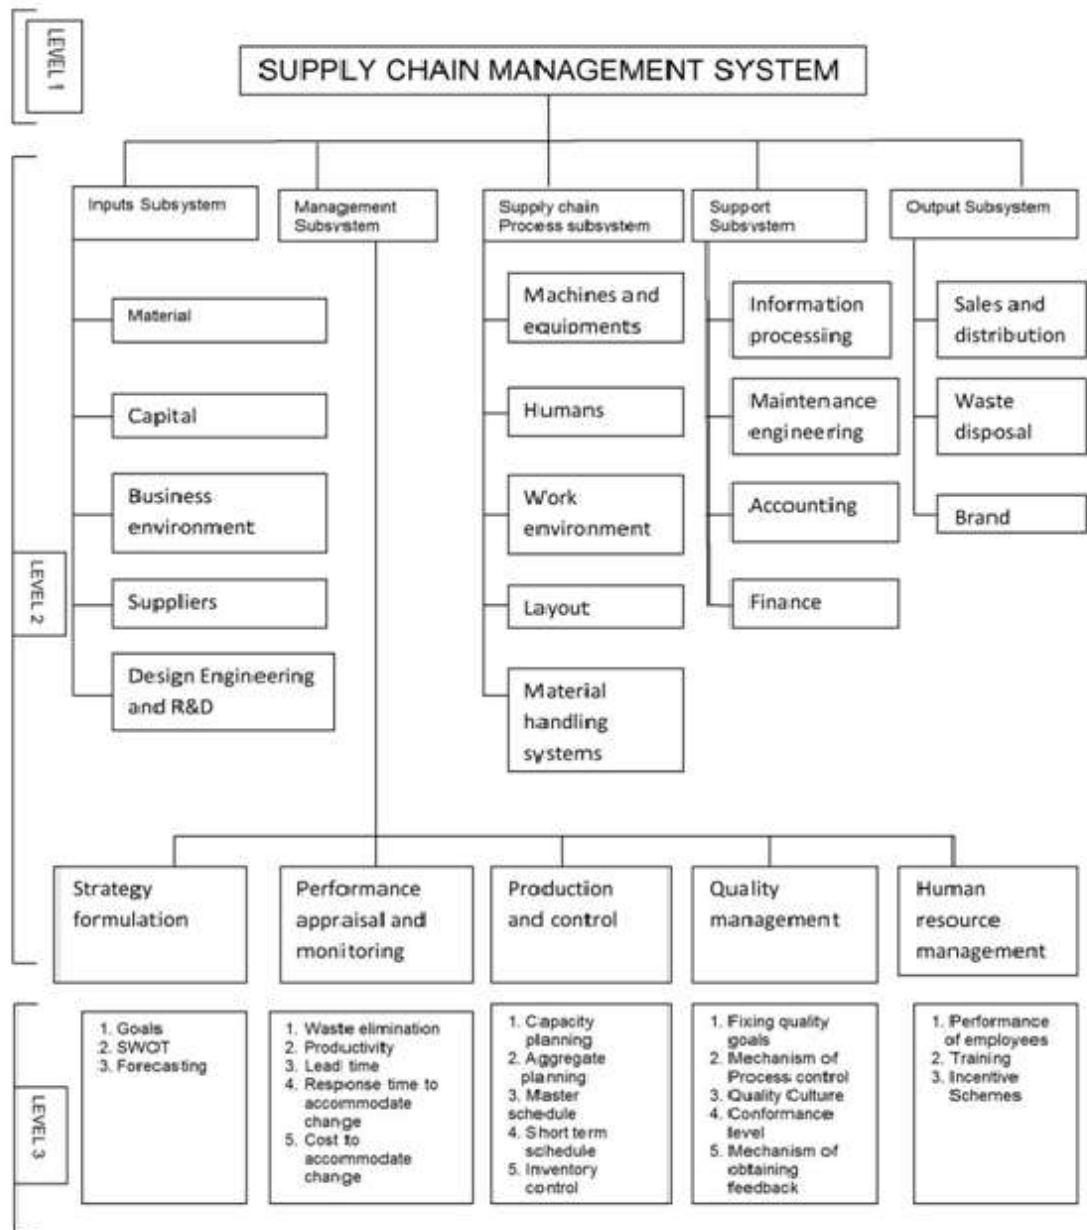 LEVEL 1
SUPPLY CHAIN MANAGEMENT SYSTEM
LEVEL 2
Inputs Subsystem
Material
Capital
Business
environment
Suppliers
Design Engineering
and R&D
Management
Subsystem
Supply chain
Process subsystem
Machines and
equipments
Humans
Work
environment
Layout
Material
handling
systems
Support
Subsystem
Information
processing
Maintenance
engineering
Accounting
Finance
Output Subsystem
Sales and
distribution
Waste
disposal
Brand
Strategy
formulation
Performance
appraisal and
monitoring
Production
and control
Quality
management
Human
resource
management
LEVEL 3
1. Goals
2. SWOT
3. Forecasting
1. Waste elimination
2. Productivity
3. Lead time
4. Response time to
accommodate
change
5. Cost to
accommodate
change
1. Capacity
planning
2. Aggregate
planning
3. Master
schedule
4. Short term
schedule
5. Inventory
control
1. Fixing quality
goals
2. Mechanism of
Process control
3. Quality Culture
4. Conformance
level
5. Mechanism of
obtaining
feedback
1. Performance
of employees
2. Training
3. Incentive
Schemes